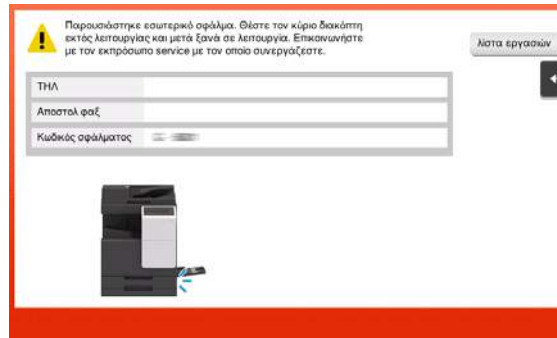 Παρουσιάστηκε εσωτερικό σφάλμα. Θέστε τον κύριο διακόπτη
εκτός λειτουργίας και μετά ξανά σε λειτουργία. Επικοινωνήστε
με τον εκπρόσωπο service με τον οποίο συνεργάζεστε.
λίστα εργασιών
ΤΗΛ
Αποστολ φαξ
Κωδικός σφάλματος